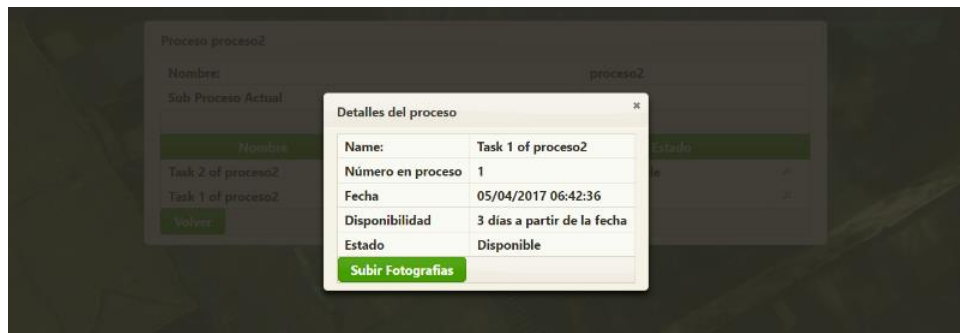 Proceso proceso2
Nombre: proceso2
Sub Proceso Actual
Nombre Estado
Task 2 of proceso2
Task 1 of proceso2
Volver
Detalles del proceso
Name: Task 1 of proceso2
Número en proceso 1
Fecha 05/04/2017 06:42:36
Disponibilidad 3 días a partir de la fecha
Estado Disponible
Subir Fotografias